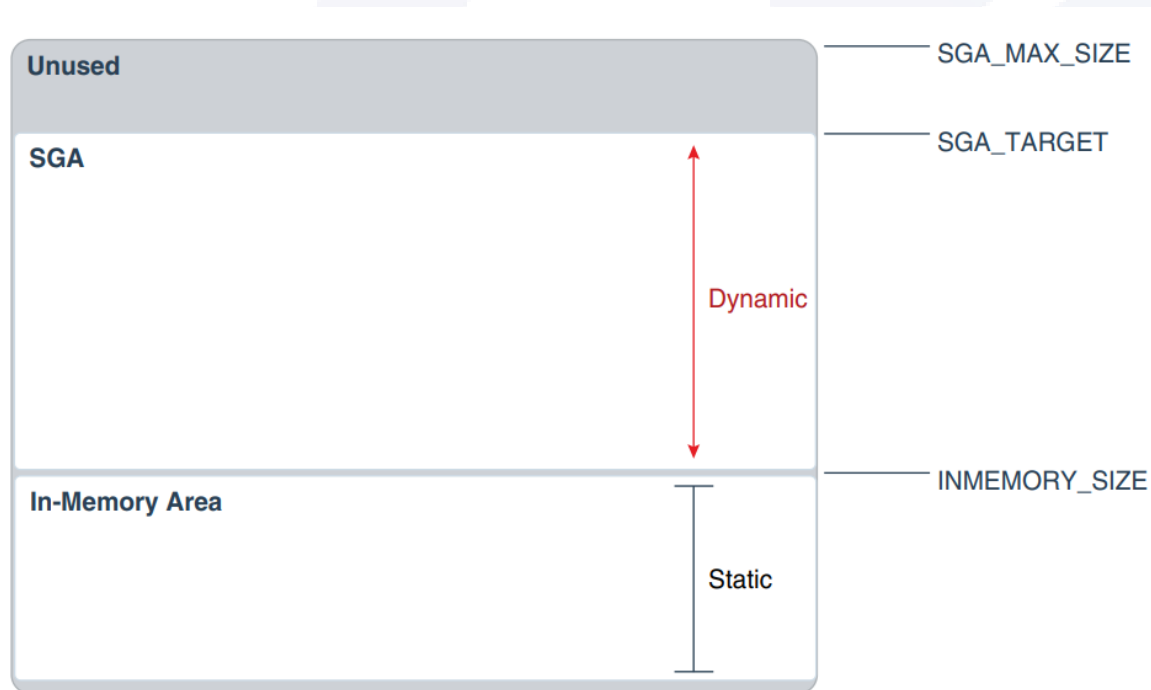 Unused
SGA_MAX_SIZE
SGA_TARGET
SGA
Dynamic
INMEMORY_SIZE
In-Memory Area
Static